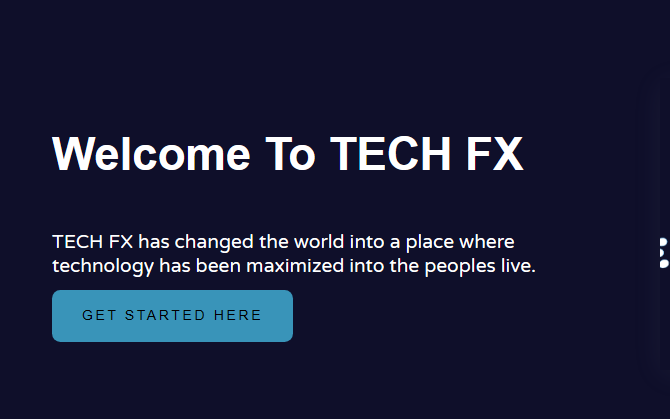 Welcome To TECH FX
TECH FX has changed the world into a place where
technology has been maximized into the peoples live.
GET STARTED HERE